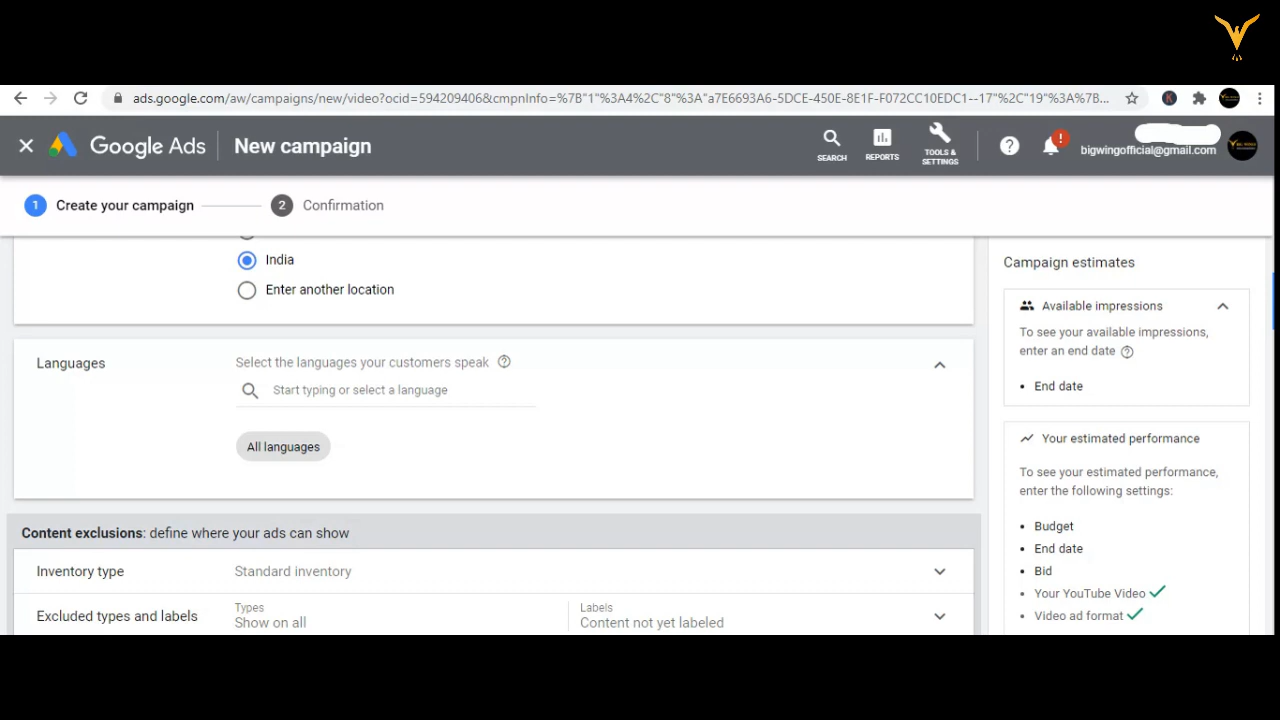 ads.google.com/aw/campaigns/new/video?ocid=594209406&cmpnInfo=%7B"1"%3A4%2C"8"%3A"a7E6693A6-5DCE-450E-8E1F-F072CC10EDC1--17"%2C"19"%3A%7B...
Google Ads New campaign
SEARCH REPORTS TOOLS & SETTINGS
bigwingofficial@gmail.com
1 Create your campaign 2 Confirmation
India
Enter another location
Languages
Select the languages your customers speak
Start typing or select a language
All languages
Content exclusions: define where your ads can show
Inventory type Standard inventory
Excluded types and labels
Types
Show on all
Labels
Content not yet labeled
Campaign estimates
Available impressions
To see your available impressions,
enter an end date
• End date
Your estimated performance
To see your estimated performance,
enter the following settings:
• Budget
• End date
• Bid
• Your YouTube Video
• Video ad format